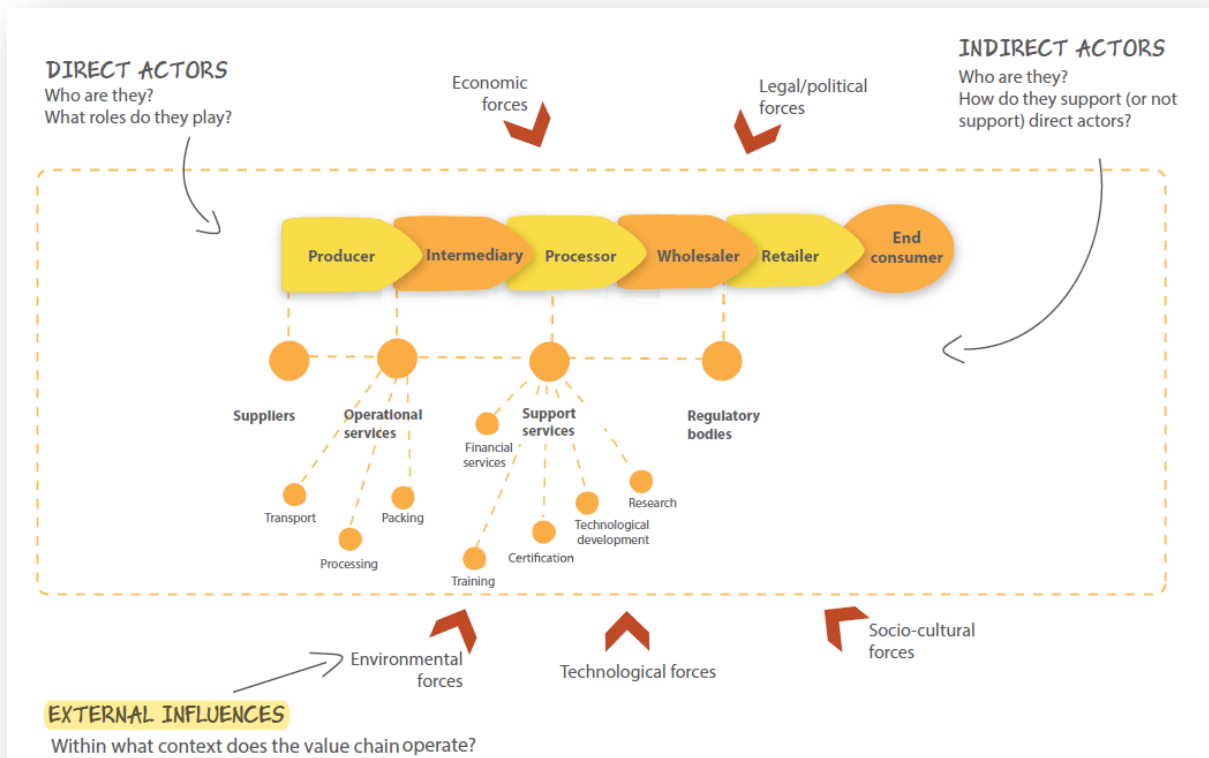 DIRECT ACTORS
Who are they?
What roles do they play?
Economic
forces
Legal/political
forces
INDIRECT ACTORS
Who are they?
How do they support (or not
support) direct actors?
Producer
Intermediary
Processor
Wholesaler
Retailer
End
consumer
Suppliers
Operational
services
Support
services
Regulatory
bodies
Financial
services
Transport
Processing
Packing
Training
Certification
Technological
development
Research
Environmental
forces
Technological forces
Socio-cultural
forces
EXTERNAL INFLUENCES
Within what context does the value chain operate?